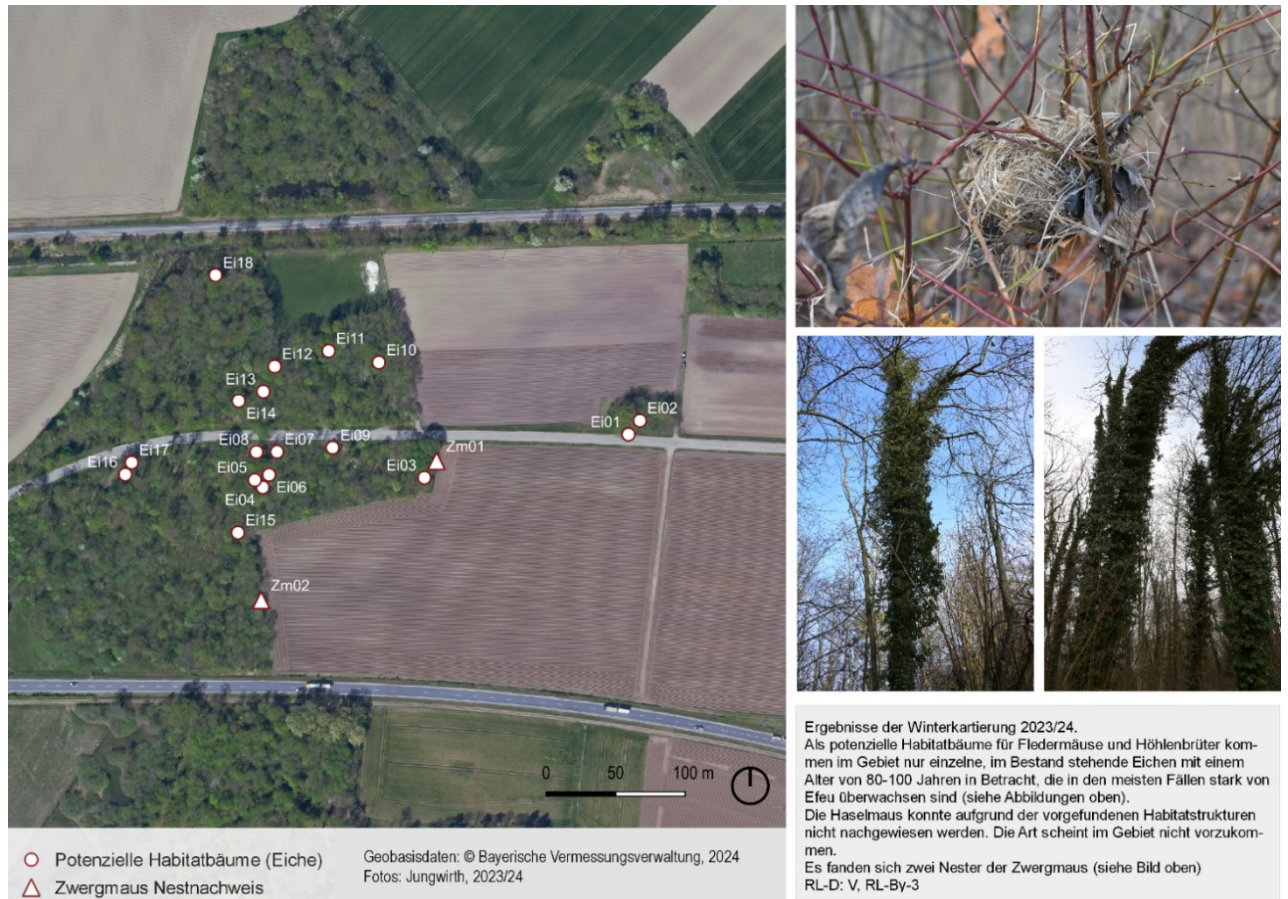 Ei18
Ei11
Ei12
Ei10
Ei13
Ei14
Ei02
Ei01
Ei08
Ei07
Ei09
Zm01
Ei17
Ei16
Ei05
Ei03
Ei06
Ei04
Ei15
Zm02
0 50 100 m
Potenzielle Habitatbäume (Eiche)
Zwergmaus Nestnachweis
Geobasisdaten: © Bayerische Vermessungsverwaltung, 2024
Fotos: Jungwirth, 2023/24
Ergebnisse der Winterkartierung 2023/24.
Als potenzielle Habitatbäume für Fledermäuse und Höhlenbrüter kom-
men im Gebiet nur einzelne, im Bestand stehende Eichen mit einem
Alter von 80-100 Jahren in Betracht, die in den meisten Fällen stark von
Efeu überwachsen sind (siehe Abbildungen oben).
Die Haselmaus konnte aufgrund der vorgefundenen Habitatstrukturen
nicht nachgewiesen werden. Die Art scheint im Gebiet nicht vorzukom-
men.
Es fanden sich zwei Nester der Zwergmaus (siehe Bild oben)
RL-D: V, RL-By-3